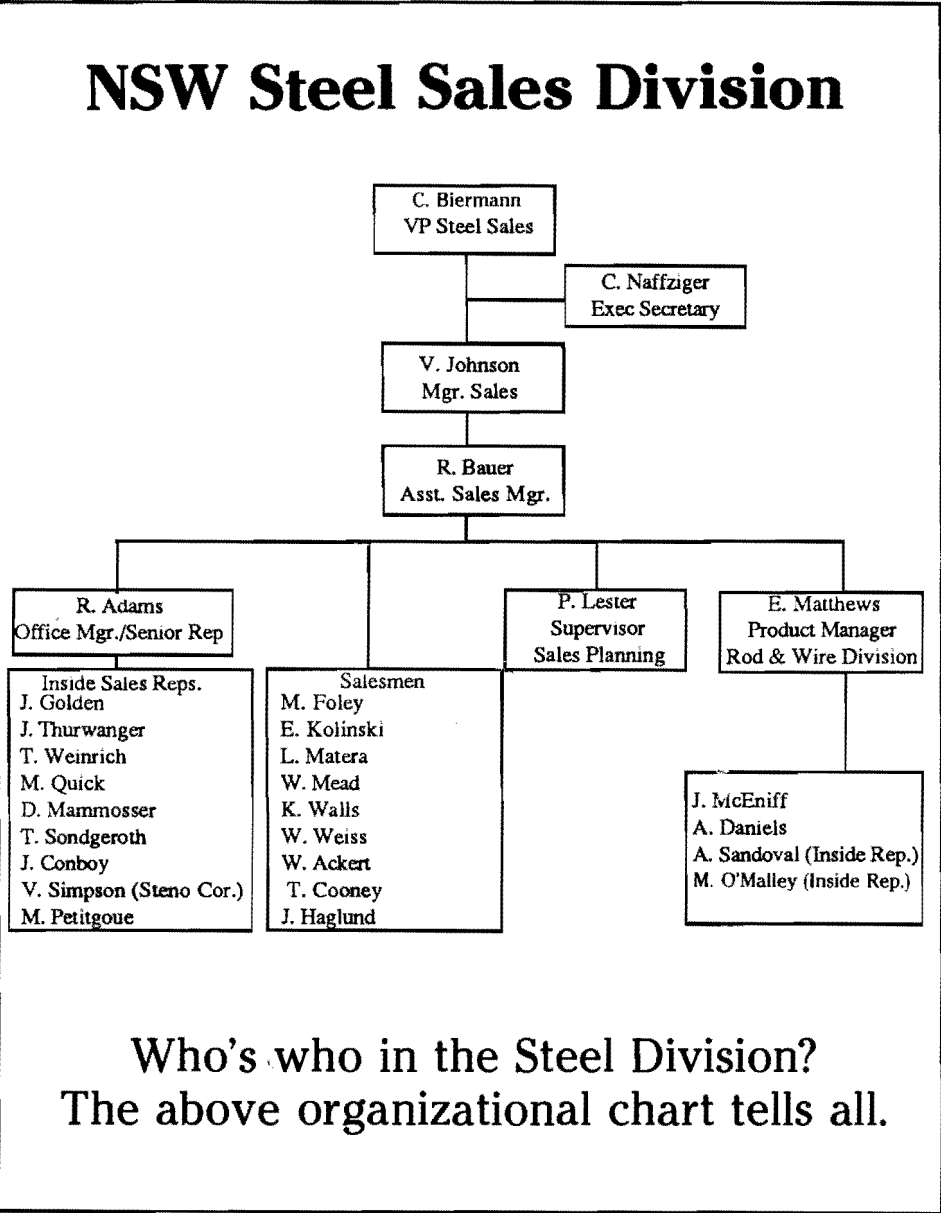 NSW Steel Sales Division
C. Biermann
VP Steel Sales
C. Naffziger
Exec Secretary
V. Johnson
Mgr. Sales
R. Bauer
Asst. Sales Mgr.
R. Adams
Office Mgr./Senior Rep
Inside Sales Reps.
J. Golden
J. Thurwanger
T. Weinrich
M. Quick
D. Mammosser
T. Sondgeroth
J. Conboy
V. Simpson (Steno Cor.)
M. Petitgoue
Salesmen
M. Foley
E. Kolinski
L. Matera
W. Mead
K. Walls
W. Weiss
W. Ackert
T. Cooney
J. Haglund
P. Lester
Supervisor
Sales Planning
E. Matthews
Product Manager
Rod & Wire Division
J. McEniff
A. Daniels
A. Sandoval (Inside Rep.)
M. O'Malley (Inside Rep.)
Who's who in the Steel Division?
The above organizational chart tells all.